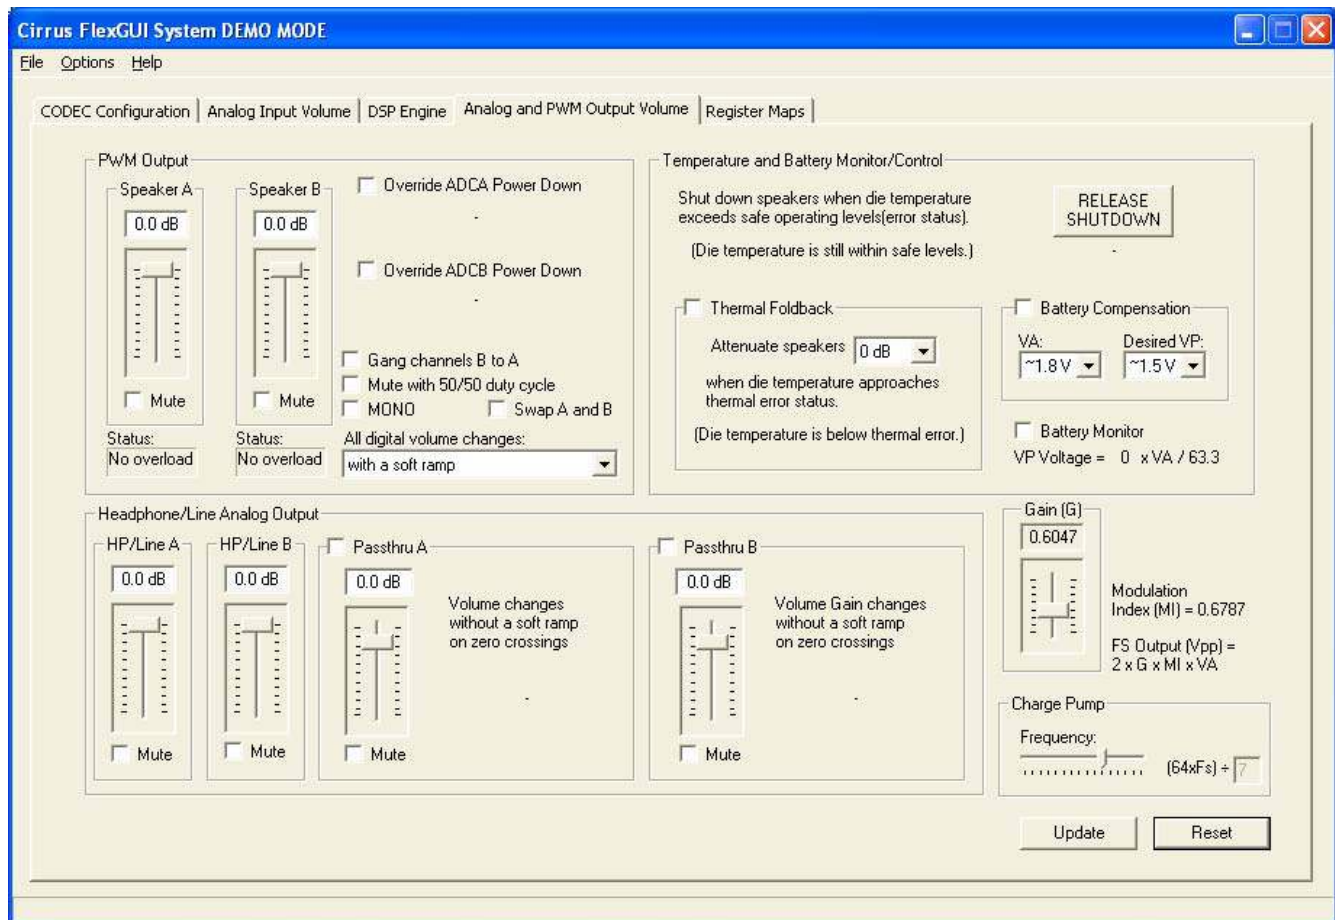 Cirrus FlexGUI System DEMO MODE
File Options Help
CODEC Configuration
Analog Input Volume
DSP Engine
Analog and PWM Output Volume
Register Maps
PWM Output
Speaker A
0.0 dB
Mute
Status:
No overload
Speaker B
0.0 dB
Mute
Status:
No overload
Override ADCA Power Down
-
Override ADCB Power Down
-
Gang channels B to A
Mute with 50/50 duty cycle
MONO
Swap A and B
All digital volume changes:
with a soft ramp
Temperature and Battery Monitor/Control
Shut down speakers when die temperature
exceeds safe operating levels(error status).
(Die temperature is still within safe levels.)
RELEASE
SHUTDOWN
-
Thermal Foldback
Attenuate speakers 0 dB
when die temperature approaches
thermal error status.
(Die temperature is below thermal error.)
Battery Compensation
VA:
~1.8 V
Desired VP:
~1.5 V
Battery Monitor
VP Voltage = 0 x VA / 63.3
Headphone/Line Analog Output
HP/Line A
0.0 dB
Mute
HP/Line B
0.0 dB
Mute
Passthru A
0.0 dB
Volume changes
without a soft ramp
on zero crossings
-
Mute
Passthru B
0.0 dB
Volume Gain changes
without a soft ramp
on zero crossings
-
Mute
Gain (G)
0.6047
Modulation
Index (MI) = 0.6787
FS Output (Vpp) =
2 x G x MI x VA
Charge Pump
Frequency:
(64xFs) ÷ 7
Update
Reset